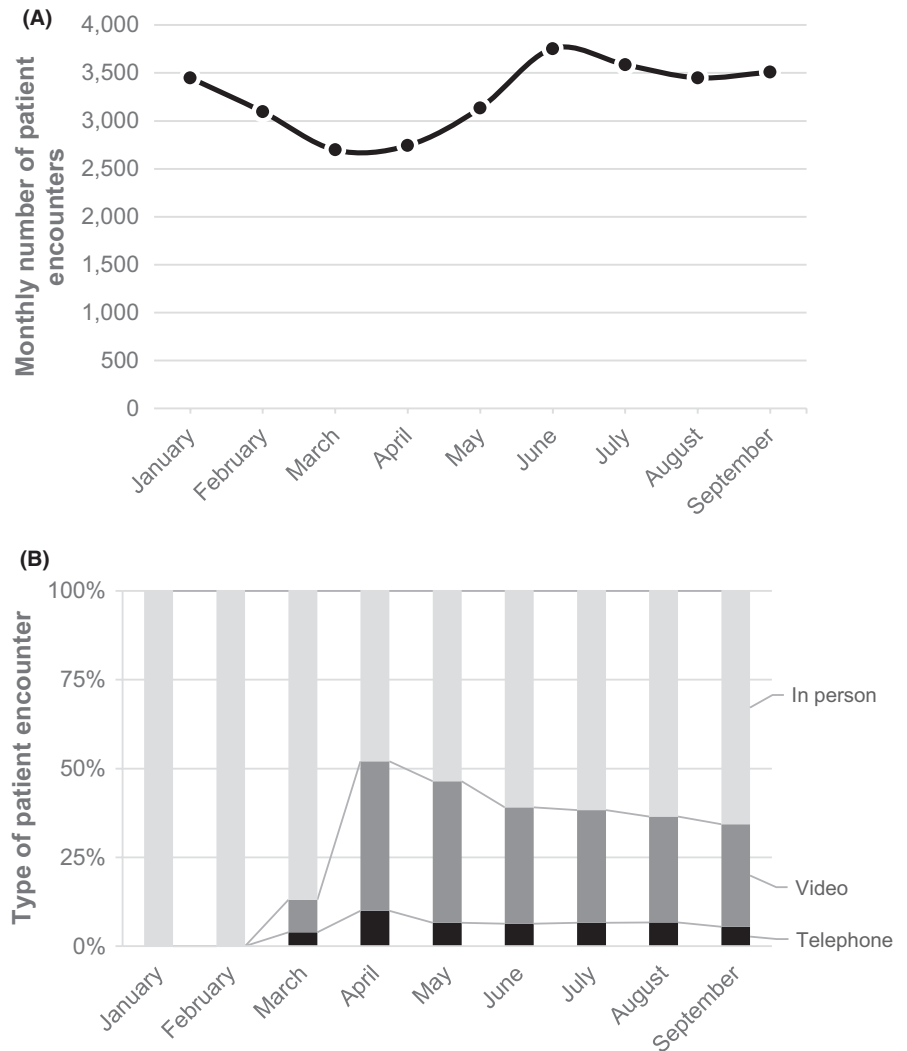 (A)
Monthly number of patient
encounters
4,000
3,500
3,000
2,500
2,000
1,500
1,000
500
0
January
February
March
April
May
June
July
August
September
(B)
Type of patient encounter
100%
75%
50%
25%
0%
In person
Video
Telephone
January
February
March
April
May
June
July
August
September